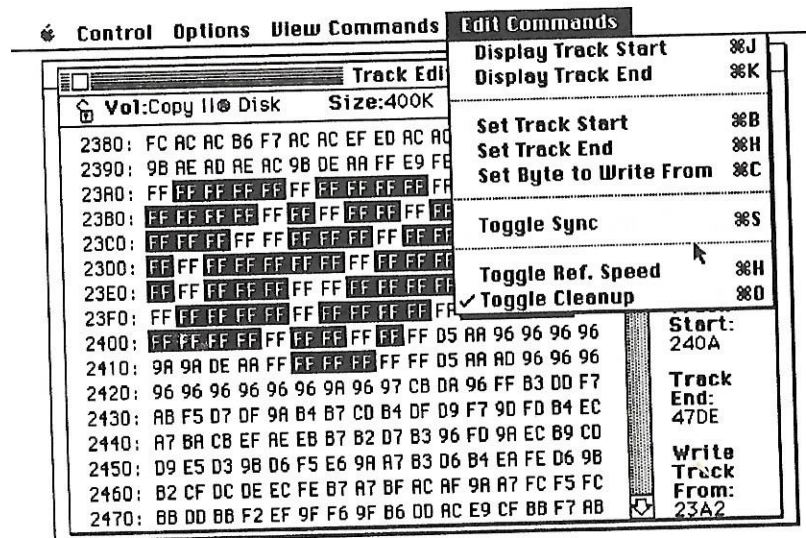 Control Options View Commands Edit Commands
Display Track Start ⌘J
Display Track End ⌘K
Set Track Start ⌘B
Set Track End ⌘H
Set Byte to Write From ⌘C
Toggle Sync ⌘S
Toggle Ref. Speed ⌘H
✓ Toggle Cleanup ⌘D
Track Edi
Vol:Copy II® Disk Size:400K
2380: FC AC AC B6 F7 AC AC EF ED AC
2390: 9B AE AD AE AC 9B DE AA FF E9
23A0: FF FF FF FF FF FF FF FF FF FF
23B0: FF FF FF FF FF FF FF FF FF FF
23C0: FF FF FF FF FF FF FF FF FF FF
23D0: FF FF FF FF FF FF FF FF FF FF
23E0: FF FF FF FF FF FF FF FF FF FF
23F0: FF FF FF FF FF FF FF FF FF
2400: FF FF FF FF FF FF FF FF FF FF D5 AA 96 96 96 96
2410: 9A 9A DE AA FF FF FF FF FF FF FF D5 AA AD 96 96 96
2420: 96 96 96 96 96 96 9A 96 97 CB DA 96 FF B3 DD F7
2430: AB F5 D7 DF 9A B4 B7 CD B4 DF D9 F7 9D FD B4 EC
2440: A7 BA CB EF AE EB B7 B2 D7 B3 96 FD 9A EC B9 CD
2450: D9 E5 D3 9B D6 F5 E6 9A A7 B3 D6 B4 EA FE D6 9B
2460: B2 CF DC DE EC FE B7 A7 BF AC AF 9A A7 FC F5 FC
2470: BB DD BB F2 EF 9F F6 9F B6 DD AC E9 CF BB F7 AB
Start:
240A
Track
End:
47DE
Write
Track
From:
23A2